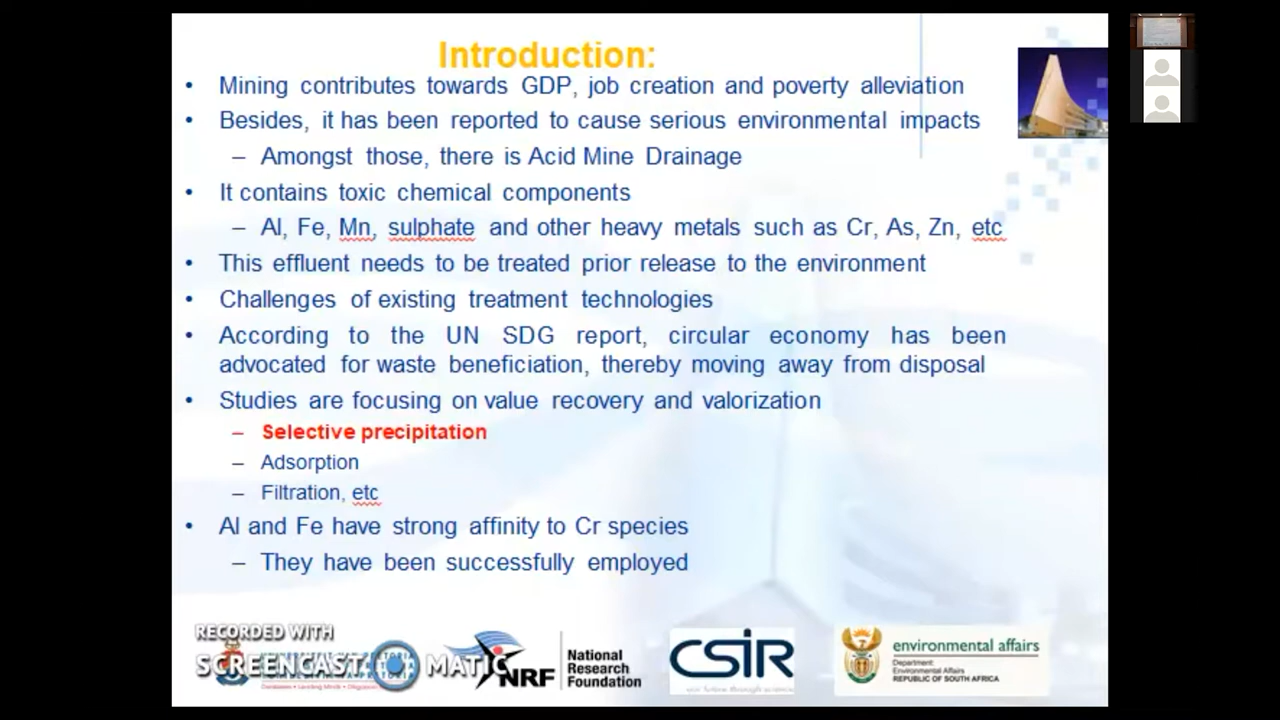 Introduction:
• Mining contributes towards GDP, job creation and poverty alleviation
• Besides, it has been reported to cause serious environmental impacts
– Amongst those, there is Acid Mine Drainage
• It contains toxic chemical components
– Al, Fe, Mn, sulphate and other heavy metals such as Cr, As, Zn, etc
• This effluent needs to be treated prior release to the environment
• Challenges of existing treatment technologies
• According to the UN SDG report, circular economy has been
advocated for waste beneficiation, thereby moving away from disposal
• Studies are focusing on value recovery and valorization
– Selective precipitation
– Adsorption
– Filtration, etc
• Al and Fe have strong affinity to Cr species
– They have been successfully employed
RECORDED WITH
SCREENCAST MATIC
NRF
National
Research
Foundation
CSIR
our future through science
environmental affairs
Department:
Environmental Affairs
REPUBLIC OF SOUTH AFRICA